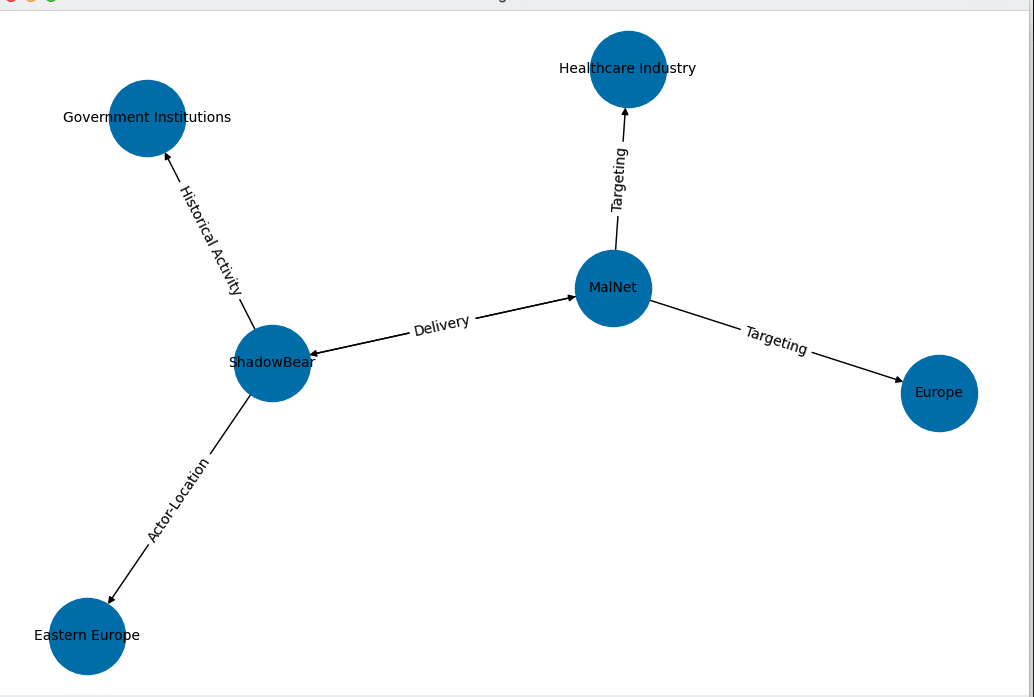 Healthcare Industry
Government Institutions
Targeting
Historical Activity
MalNet
Delivery
Targeting
ShadowBear
Europe
Actor-Location
Eastern Europe